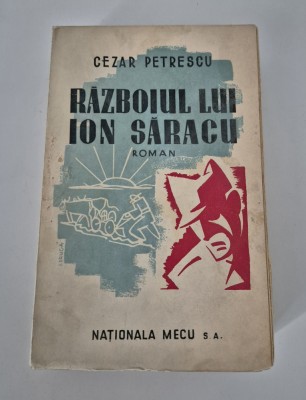 CEZAR PETRESCU
RĂZBOIUL LUI
ION SĂRACU
ROMAN
NAȚIONALA MECU S.A.